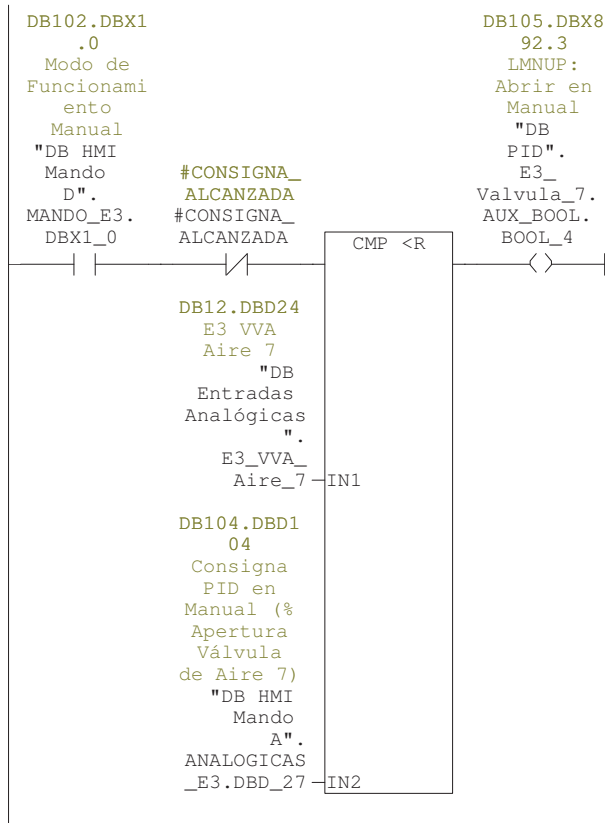 DB102.DBX1
.0
Modo de
Funcionami
ento
Manual
"DB HMI
Mando
D".
MANDO_E3.
DBX1_0
#CONSIGNA_
ALCANZADA
#CONSIGNA_
ALCANZADA
CMP <R
DB105.DBX8
92.3
LMNUP:
Abrir en
Manual
"DB
PID".
E3_
Valvula_7.
AUX_BOOL.
BOOL_4
DB12.DBD24
E3 VVA
Aire 7
"DB
Entradas
Analógicas
".
E3_VVA_
Aire_7
IN1
DB104.DBD1
04
Consigna
PID en
Manual (%
Apertura
Válvula
de Aire 7)
"DB HMI
Mando
A".
ANALOGICAS
_E3.DBD_27
IN2